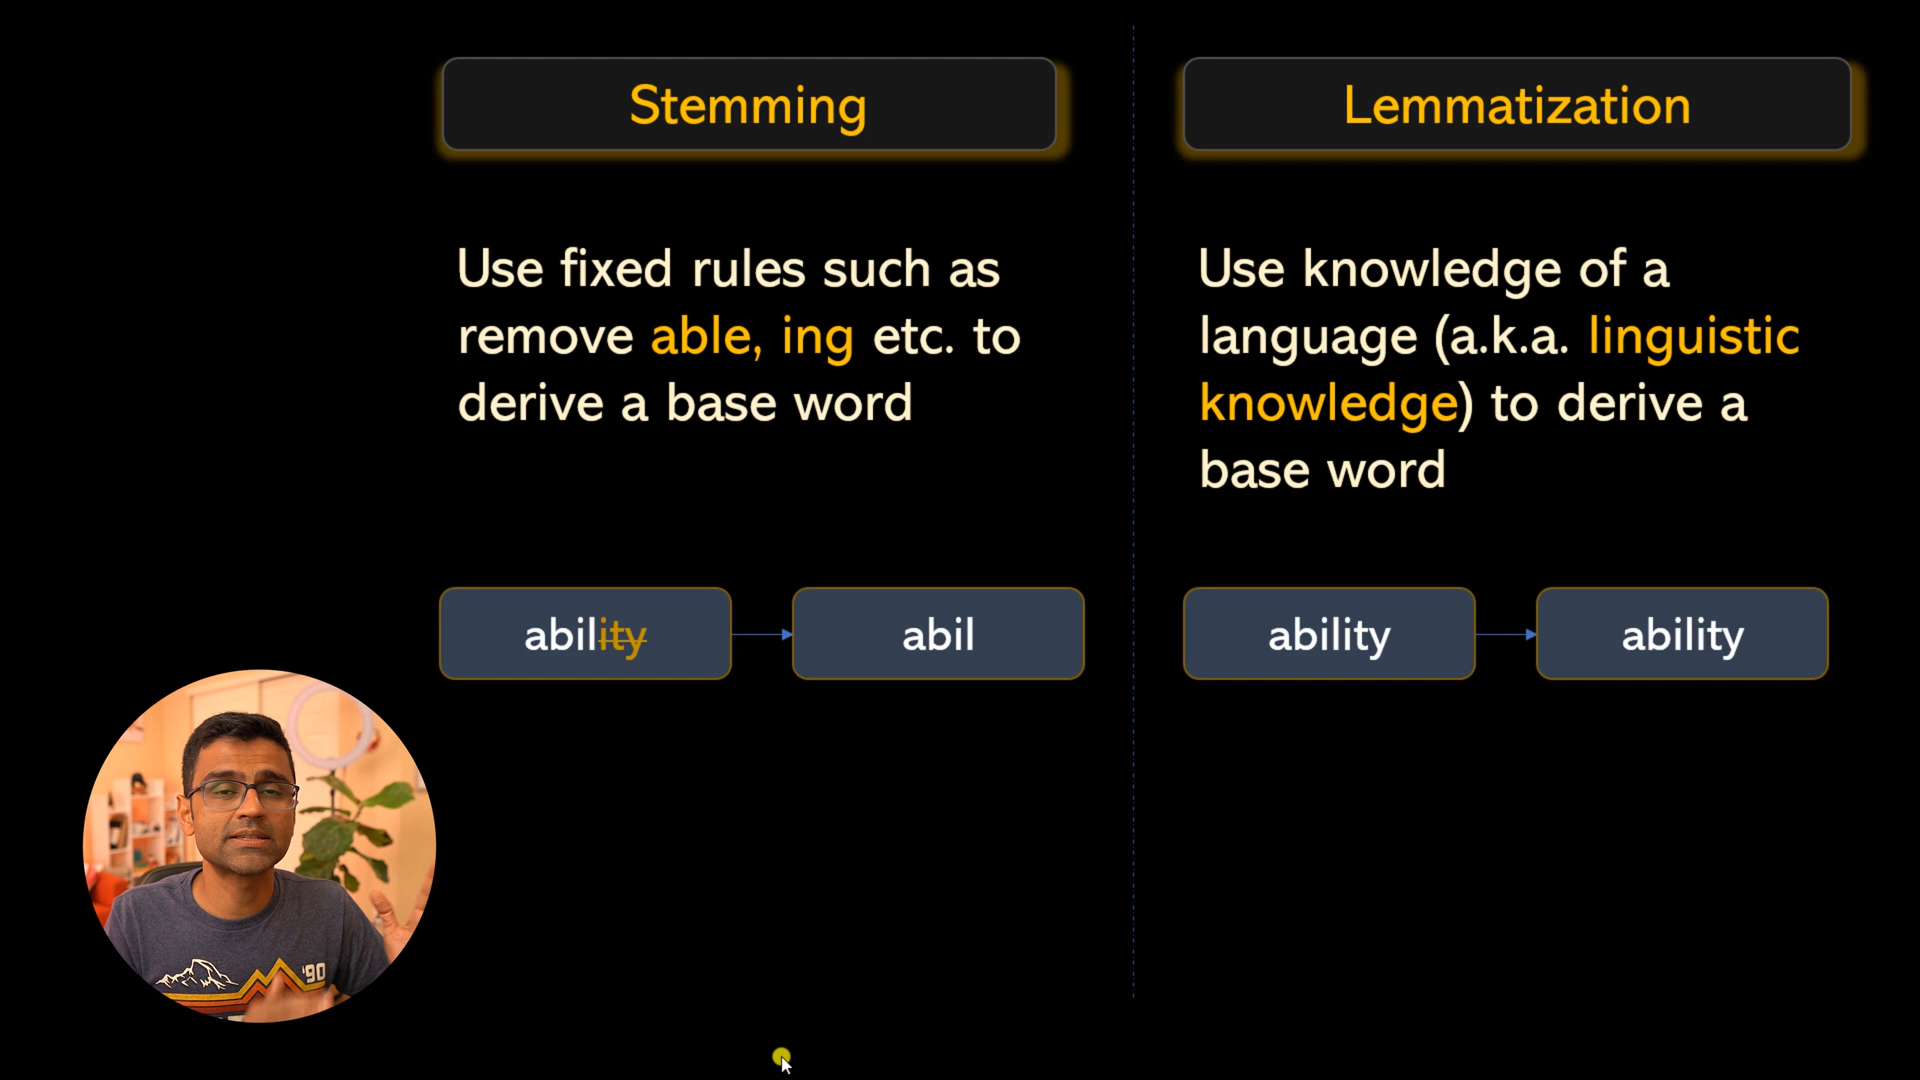 Stemming
Use fixed rules such as
remove able, ing etc. to
derive a base word
ability
abil
Lemmatization
Use knowledge of a
language (a.k.a. linguistic
knowledge) to derive a
base word
ability
ability
'90